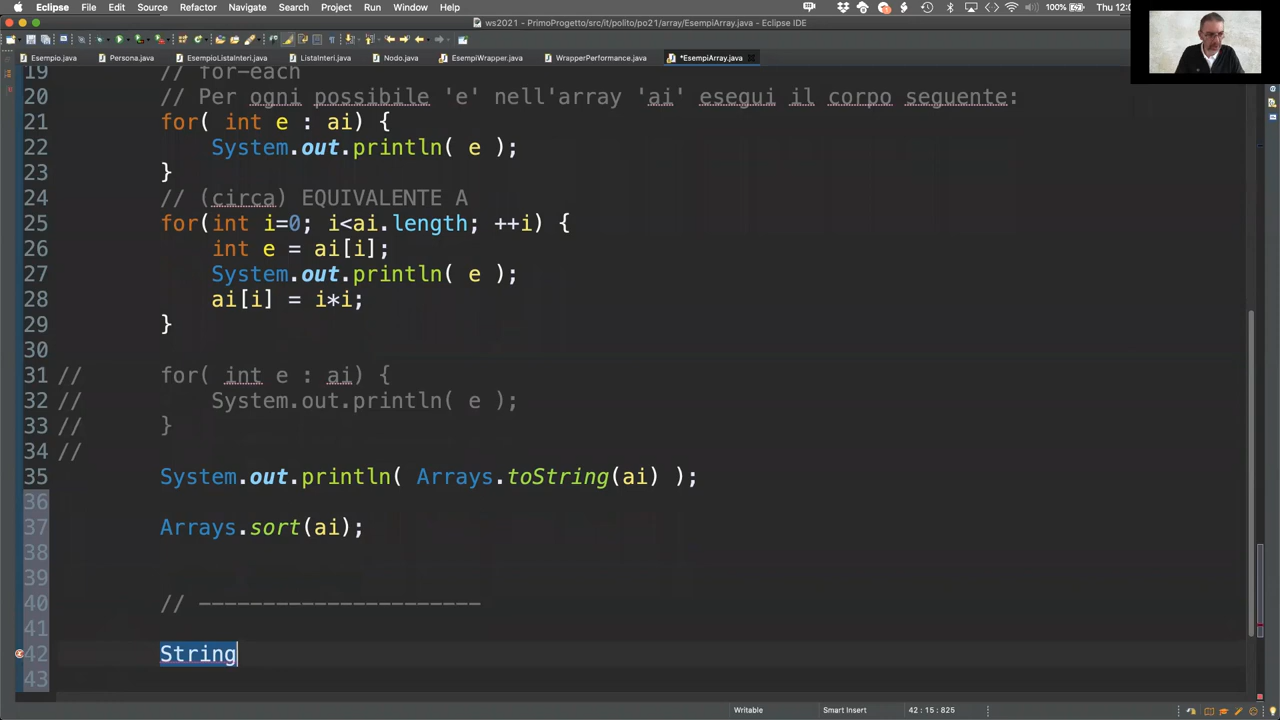 Eclipse File Edit Source Refactor Navigate Search Project Run Window Help 100% Thu 12:0
ws2021 - PrimoProgetto/src/it/polito/po21/array/EsempiArray.java - Eclipse IDE
Esempio.java Persona.java EsempioListaInteri.java ListaInteri.java Nodo.java EsempiWrapper.java WrapperPerformance.java *EsempiArray.java
19 // for-each
20 // Per ogni possibile 'e' nell'array 'ai' esegui il corpo seguente:
21 for( int e : ai) {
22 System.out.println( e );
23 }
24 // (circa) EQUIVALENTE A
25 for(int i=0; i<ai.length; ++i) {
26 int e = ai[i];
27 System.out.println( e );
28 ai[i] = i*i;
29 }
30
31 // for( int e : ai) {
32 // System.out.println( e );
33 // }
34 //
35 System.out.println( Arrays.toString(ai) );
36
37 Arrays.sort(ai);
38
39
40 // ----------------------
41
42 String
43
Writable Smart Insert 42 : 15 : 825